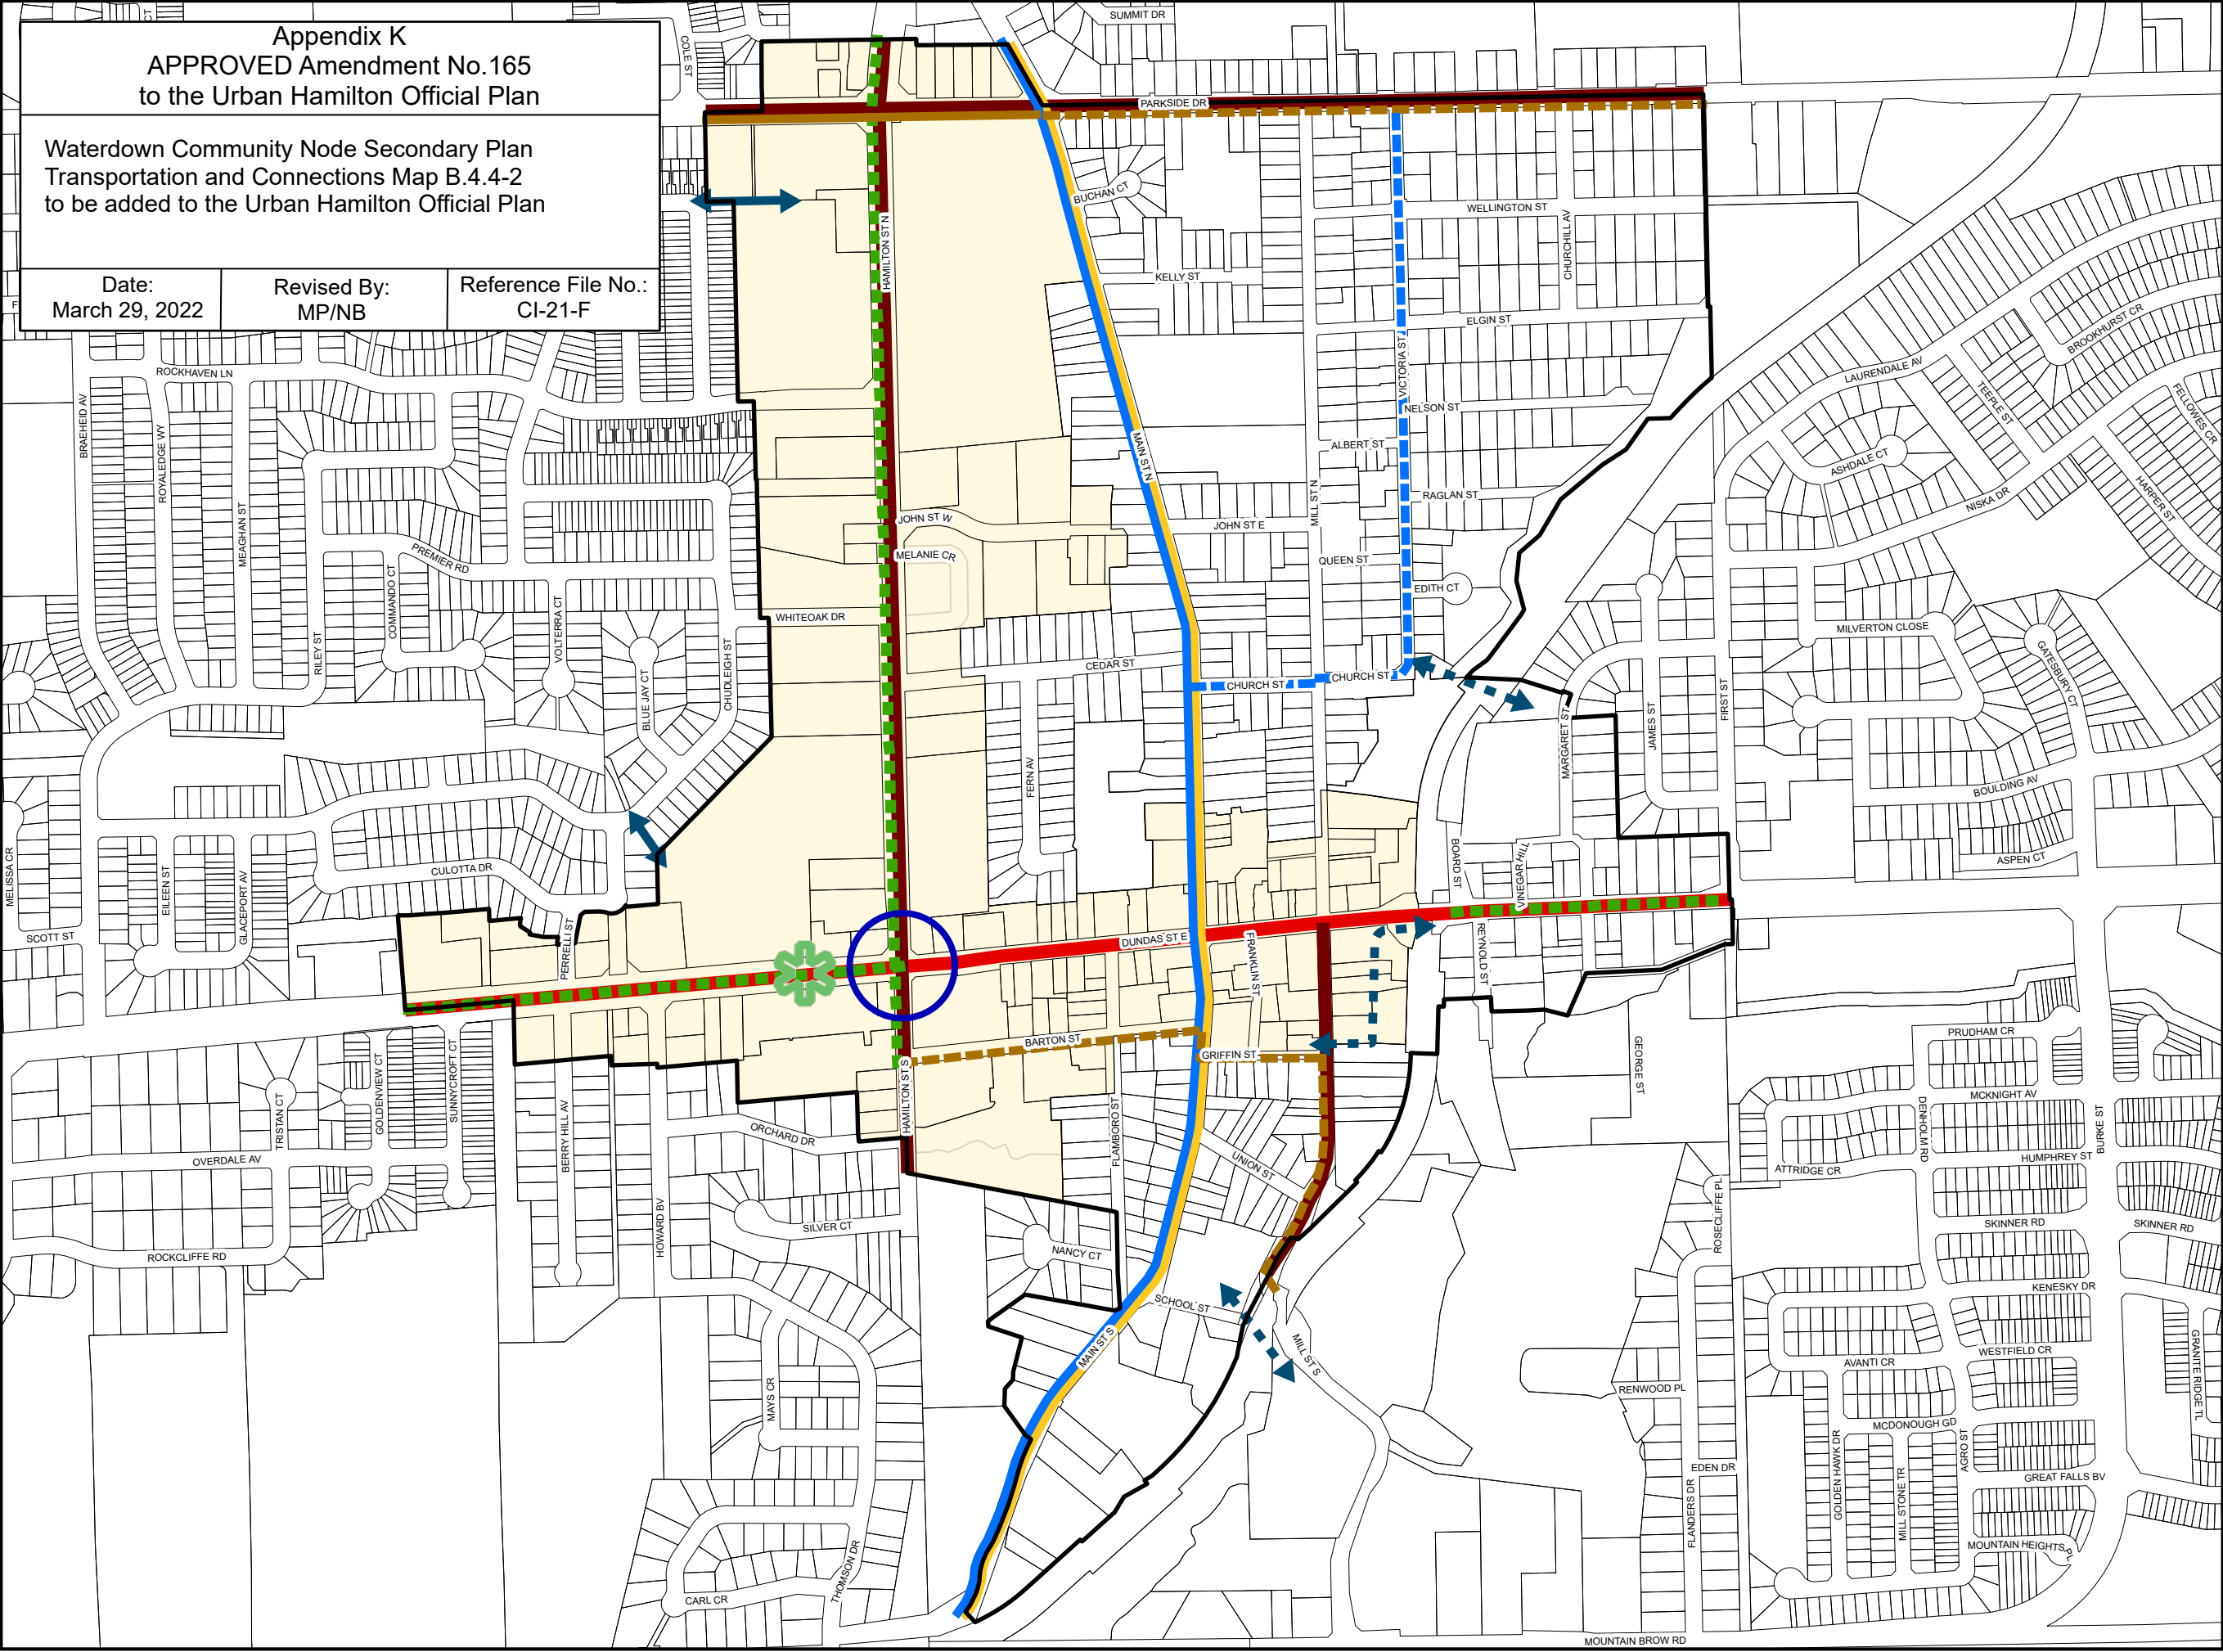 Appendix K
APPROVED Amendment No.165
to the Urban Hamilton Official Plan
Waterdown Community Node Secondary Plan
Transportation and Connections Map B.4.4-2
to be added to the Urban Hamilton Official Plan
Date:
March 29, 2022
Revised By:
MP/NB
Reference File No.:
CI-21-F
CT
COLE ST
SUMMIT DR
PARKSIDE DR
BUCHAN CT
WELLINGTON ST
CHURCHILL AV
HAMILTON ST N
KELLY ST
ELGIN ST
VICTORIA ST
NELSON ST
ALBERT ST
RAGLAN ST
MAIN ST N
MILL ST N
JOHN ST W
JOHN ST E
MELANIE CR
QUEEN ST
EDITH CT
WHITEOAK DR
CEDAR ST
CHURCH ST
CHURCH ST
FERN AV
BROOKHURST CR
LAURENDALE AV
TEEPLE ST
FELLOWES CR
ASHDALE CT
HARPER ST
NISKA DR
MILVERTON CLOSE
GATESBURY CT
FIRST ST
JAMES ST
MARGARET ST
BOULDING AV
ASPEN CT
F
ROCKHAVEN LN
BRAEHEID AV
ROYALEDGE WY
MEAGHAN ST
PREMIER RD
COMMANDO CT
RILEY ST
VOLTERRA CT
BLUE JAY CT
CHUDLEIGH ST
MELISSA CR
EILEEN ST
GLACEPORT AV
CULOTTA DR
SCOTT ST
PERRELLI ST
BOARD ST
VINEGAR HILL
DUNDAS ST E
FRANKLIN ST
REYNOLD ST
BARTON ST
GRIFFIN ST
GEORGE ST
HAMILTON ST S
FLAMBORO ST
UNION ST
ORCHARD DR
TRISTAN CT
GOLDENVIEW CT
SUNNYCROFT CT
BERRY HILL AV
OVERDALE AV
ROCKCLIFFE RD
HOWARD BV
SILVER CT
NANCY CT
SCHOOL ST
MAIN ST S
MILL ST S
MAYS CR
THOMSON DR
CARL CR
PRUDHAM CR
MCKNIGHT AV
DENHOLM RD
BURKE ST
HUMPHREY ST
ATTRIDGE CR
ROSECLIFFE PL
SKINNER RD
SKINNER RD
KENESKY DR
WESTFIELD CR
GRANITE RIDGE TL
AVANTI CR
RENWOOD PL
MCDONOUGH GD
GOLDEN HAWK DR
MILL STONE TR
AGRO ST
EDEN DR
FLANDERS DR
GREAT FALLS BV
MOUNTAIN HEIGHTS PL
MOUNTAIN BROW RD